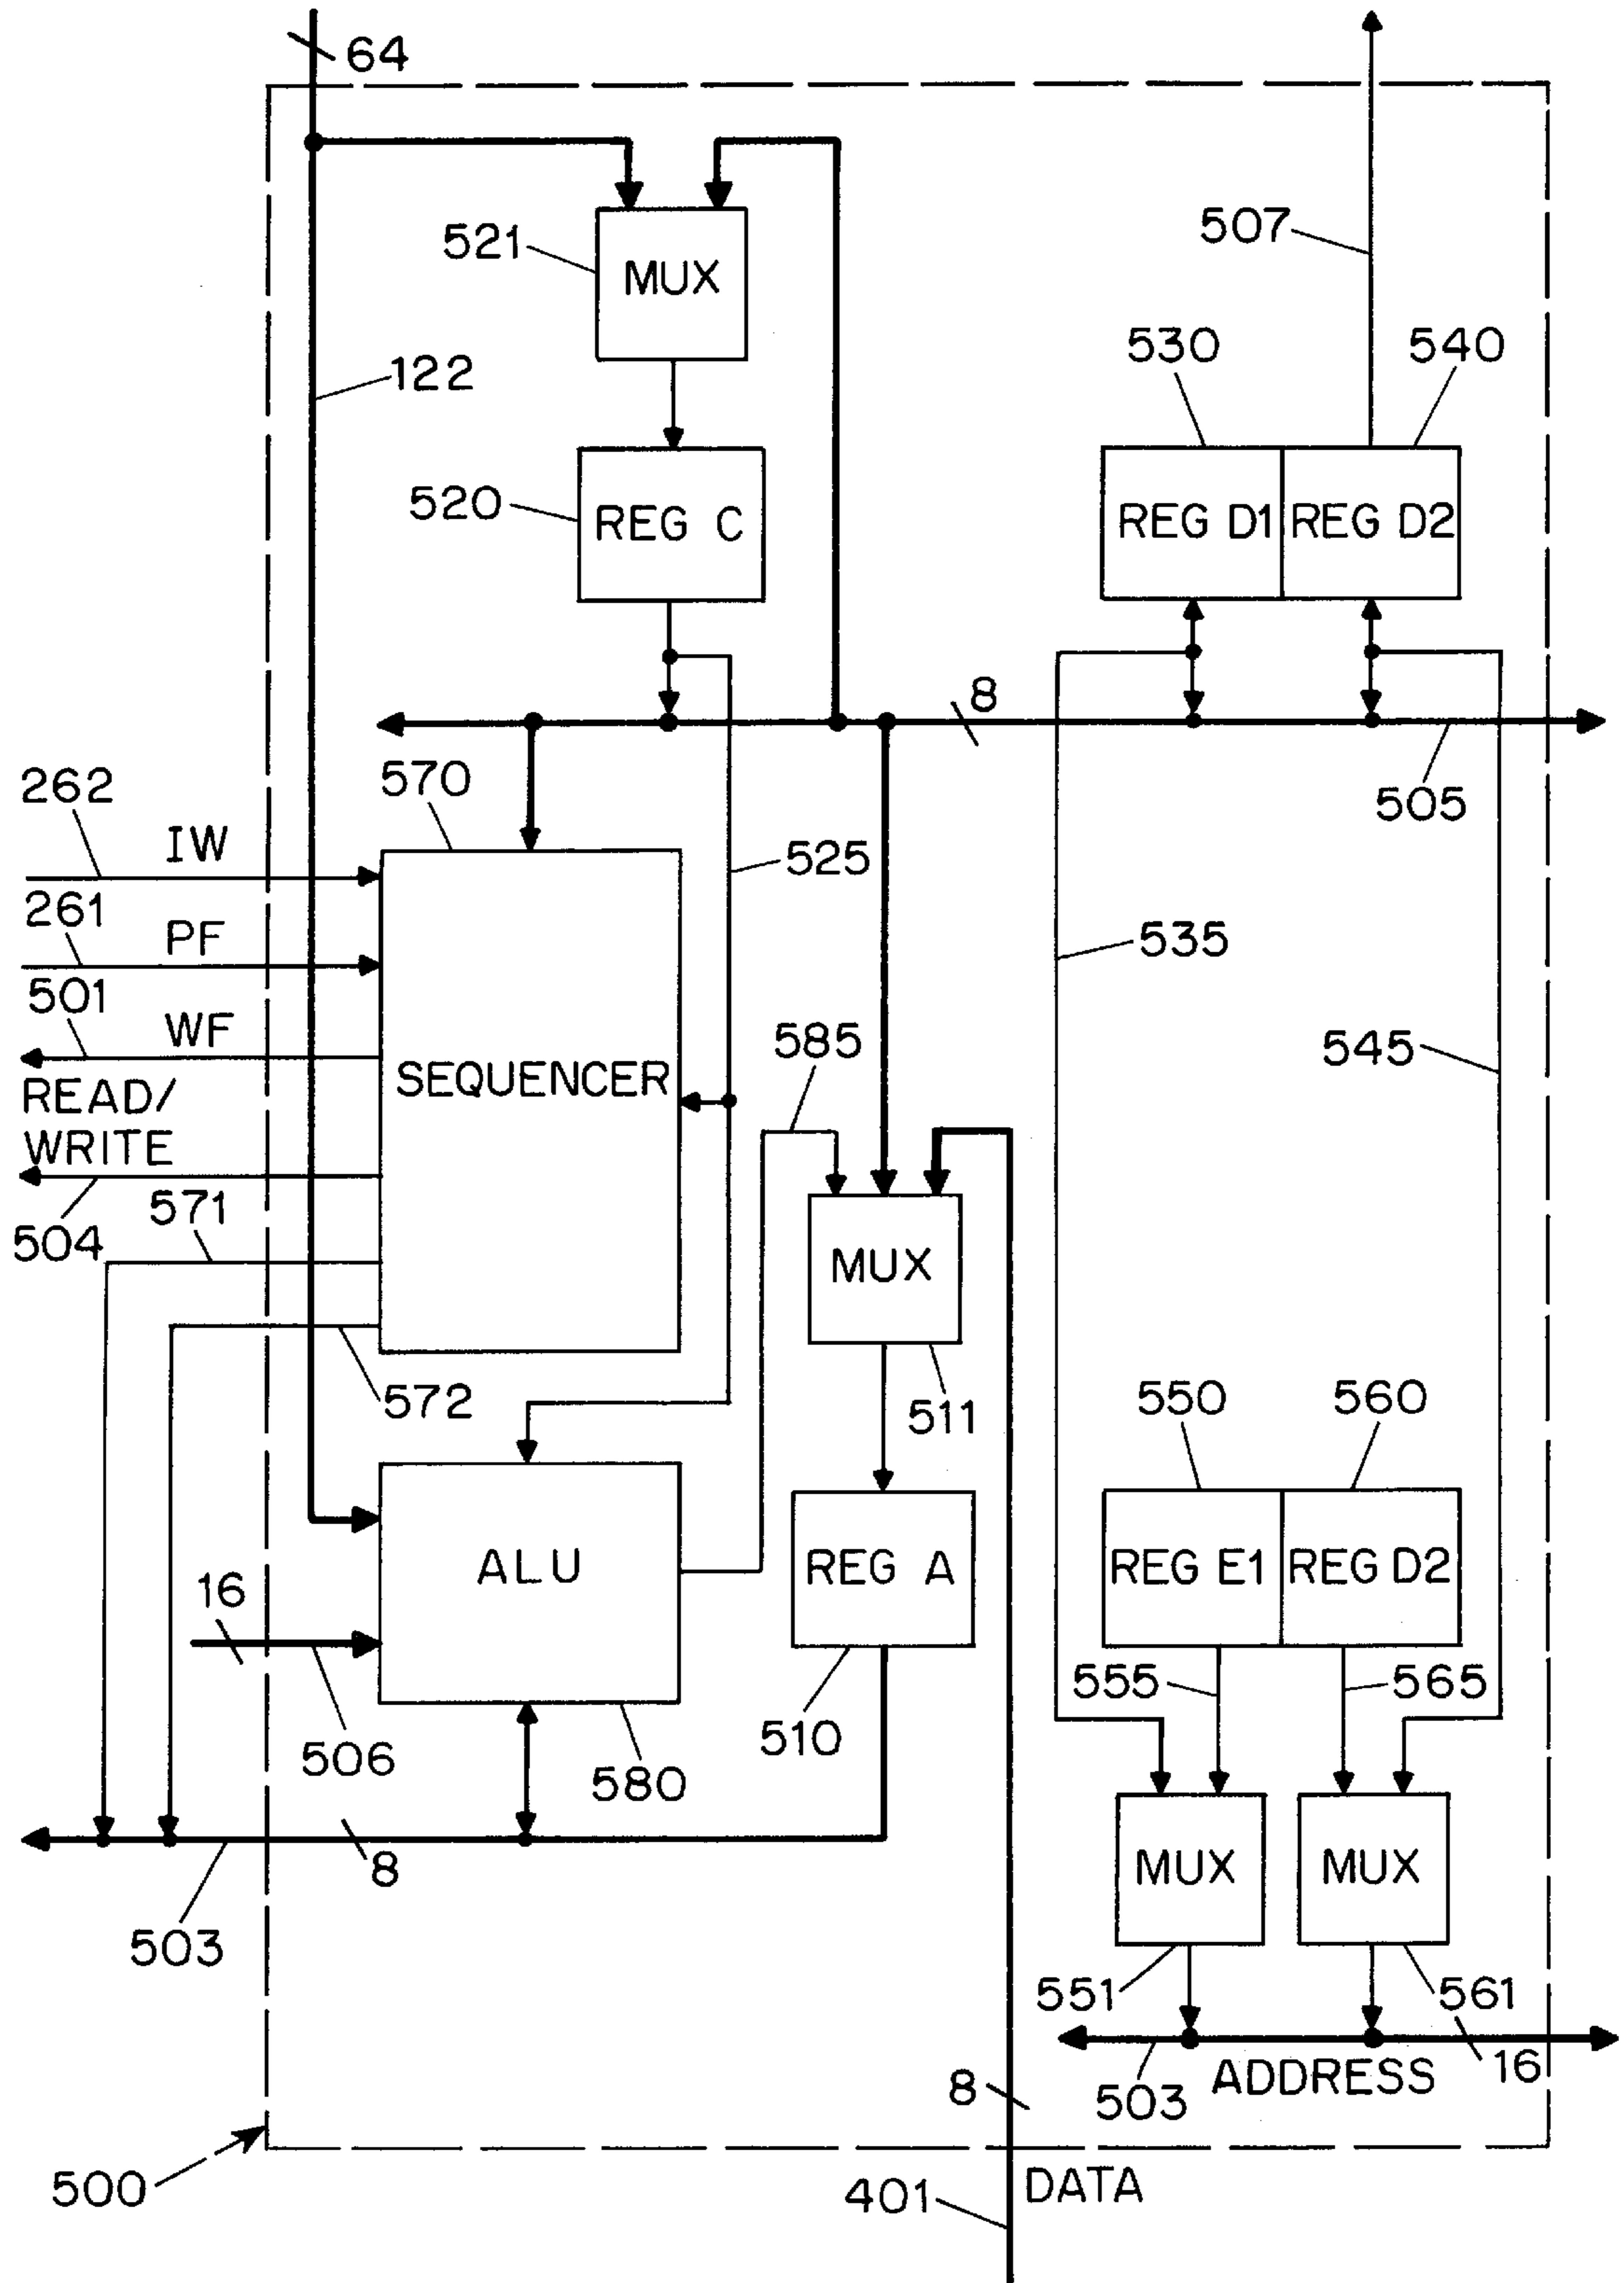 64
507
521
MUX
530
540
122
520
REG C
REG D1
REG D2
8
505
262
IW
570
525
261
PF
535
501
WF
585
545
READ/
WRITE
SEQUENCER
571
504
MUX
572
511
550
560
16
ALU
REG A
REG E1
REG D2
555
565
506
580
510
8
MUX
MUX
503
551
561
503
ADDRESS
16
8
500
401
DATA